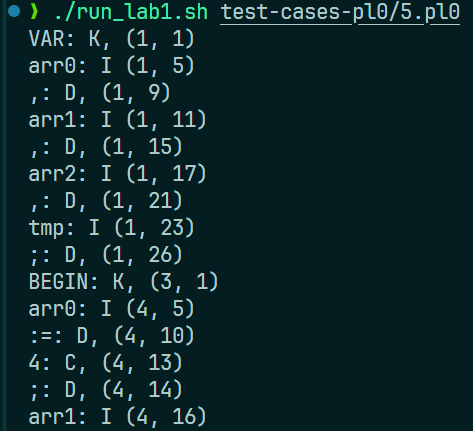 ❯ ./run_lab1.sh test-cases-pl0/5.pl0
VAR: K, (1, 1)
arr0: I (1, 5)
,: D, (1, 9)
arr1: I (1, 11)
,: D, (1, 15)
arr2: I (1, 17)
,: D, (1, 21)
tmp: I (1, 23)
;: D, (1, 26)
BEGIN: K, (3, 1)
arr0: I (4, 5)
:=: D, (4, 10)
4: C, (4, 13)
;: D, (4, 14)
arr1: I (4, 16)